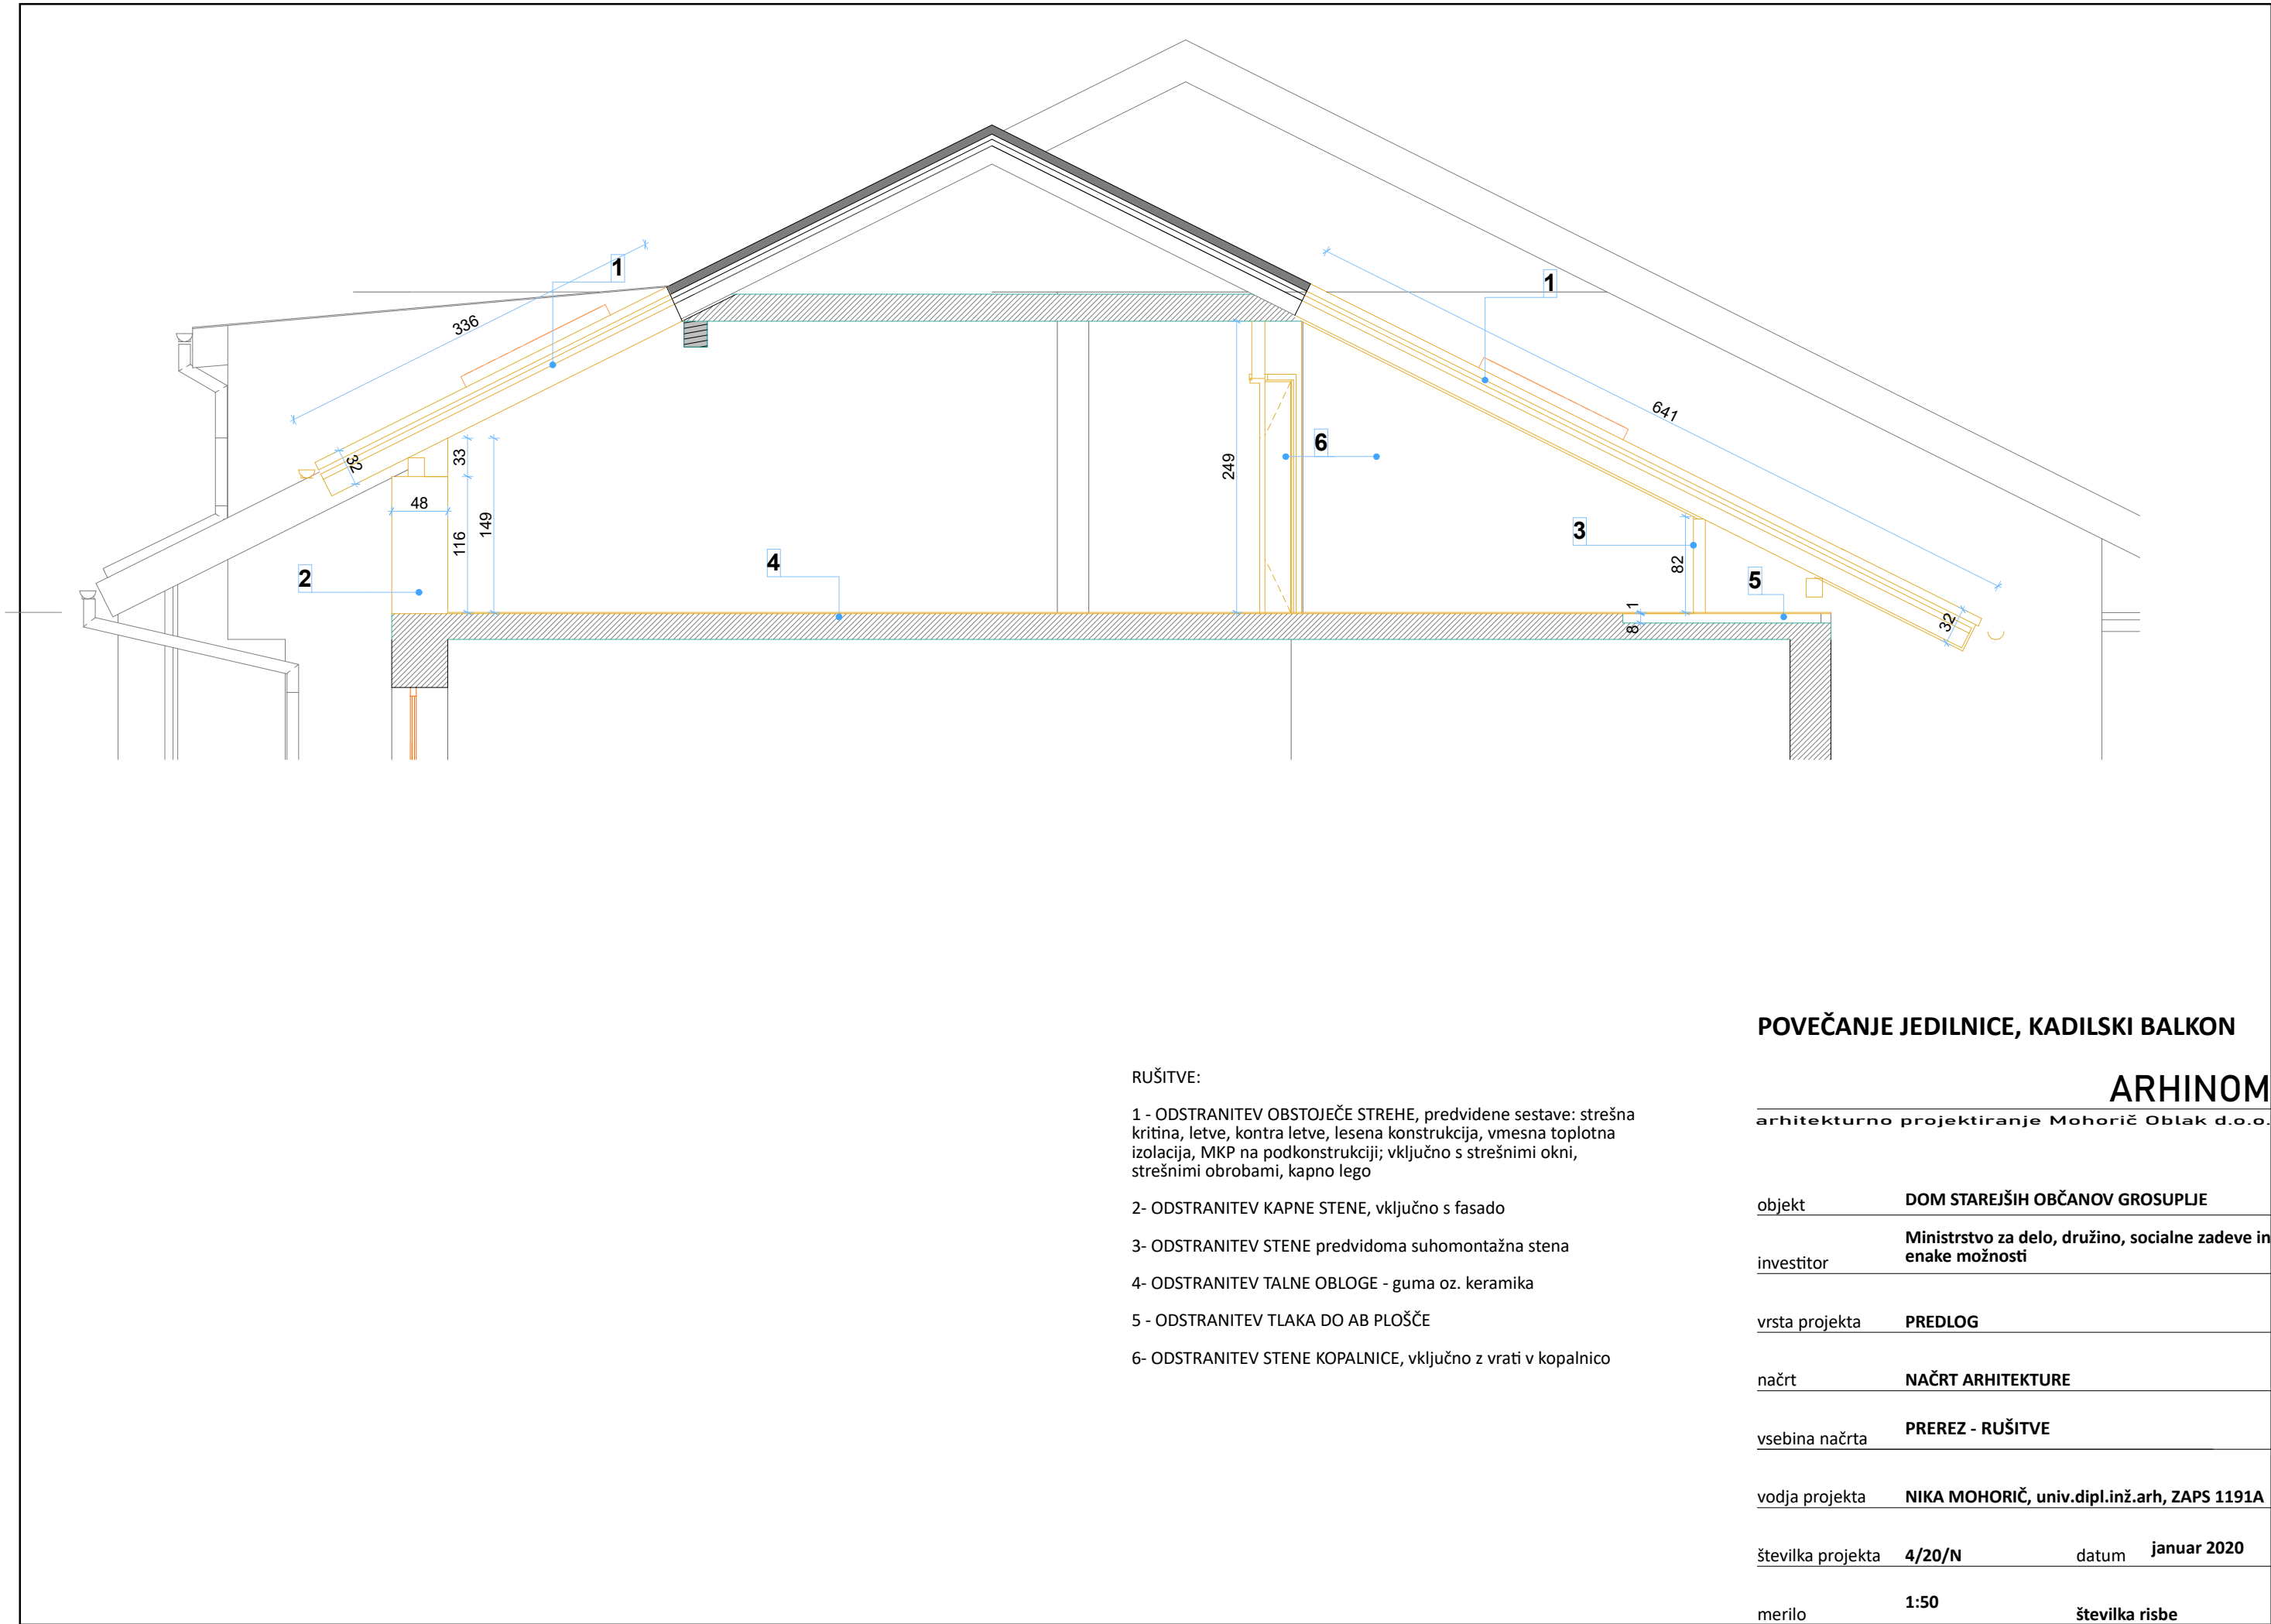 1
1
336
641
32
33
48
116
149
249
6
3
82
2
4
5
1
8
32
POVEČANJE JEDILNICE, KADILSKI BALKON
RUŠITVE:
1 - ODSTRANITEV OBSTOJEČE STREHE, predvidene sestave: strešna
kritina, letve, kontra letve, lesena konstrukcija, vmesna toplotna
izolacija, MKP na podkonstrukciji; vključno s strešnimi okni,
strešnimi obrobami, kapno lego
2- ODSTRANITEV KAPNE STENE, vključno s fasado
3- ODSTRANITEV STENE predvidoma suhomontažna stena
4- ODSTRANITEV TALNE OBLOGE - guma oz. keramika
5 - ODSTRANITEV TLAKA DO AB PLOŠČE
6- ODSTRANITEV STENE KOPALNICE, vključno z vrati v kopalnico
ARHINOM
arhitekturno projektiranje Mohorič Oblak d.o.o.
objekt DOM STAREJŠIH OBČANOV GROSUPLJE
investitor Ministrstvo za delo, družino, socialne zadeve in
enake možnosti
vrsta projekta PREDLOG
načrt NAČRT ARHITEKTURE
vsebina načrta PREREZ - RUŠITVE
vodja projekta NIKA MOHORIČ, univ.dipl.inž.arh, ZAPS 1191A
številka projekta 4/20/N datum januar 2020
merilo 1:50 številka risbe